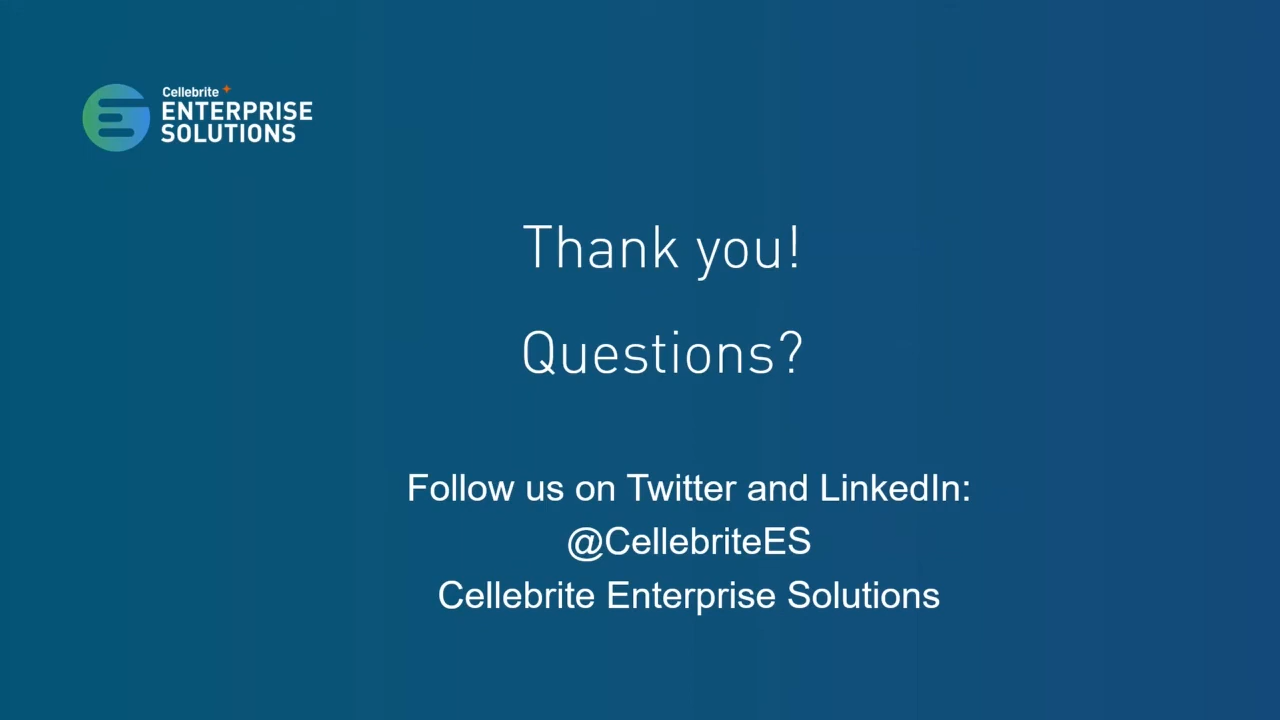 Cellebrite
ENTERPRISE
SOLUTIONS
Thank you!
Questions?
Follow us on Twitter and LinkedIn:
@CellebriteES
Cellebrite Enterprise Solutions